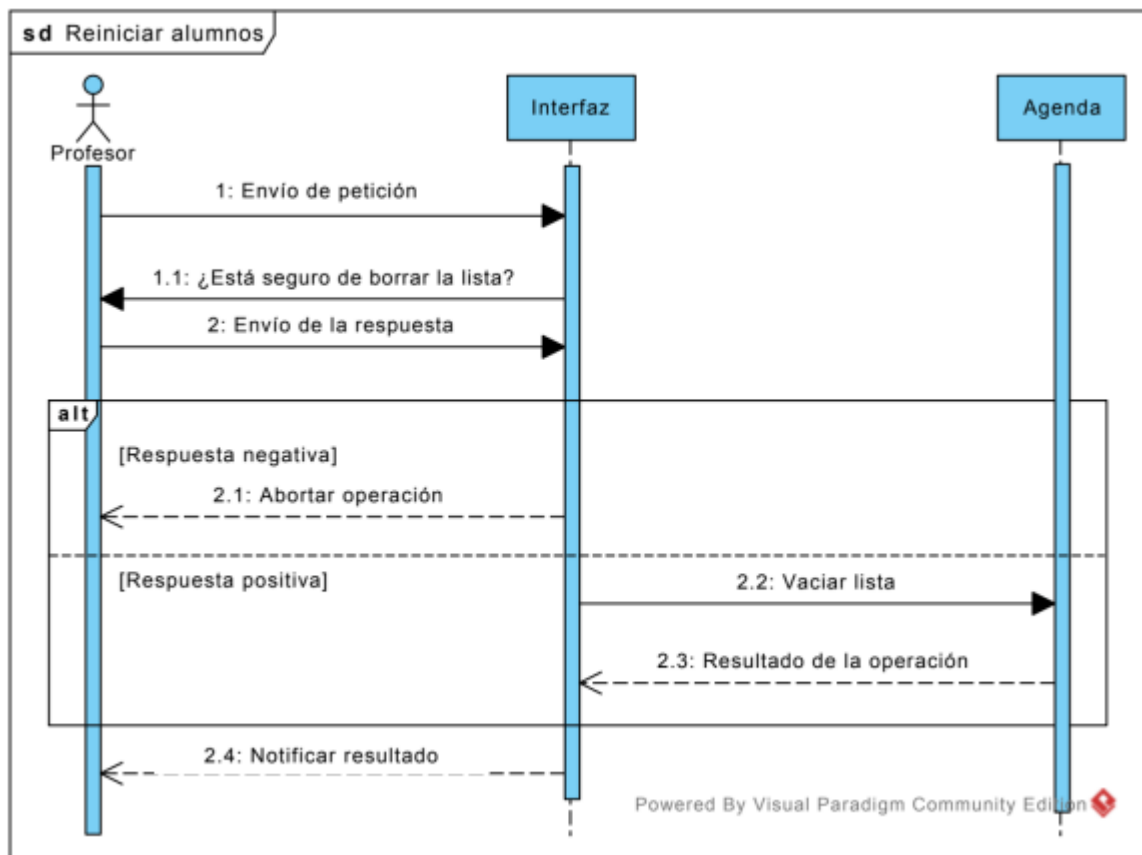 sd Reiniciar alumnos
Interfaz
Agenda
Profesor
1: Envío de petición
1.1: ¿Está seguro de borrar la lista?
2: Envío de la respuesta
alt
[Respuesta negativa]
2.1: Abortar operación
[Respuesta positiva]
2.2: Vaciar lista
2.3: Resultado de la operación
2.4: Notificar resultado
Powered By Visual Paradigm Community Edition